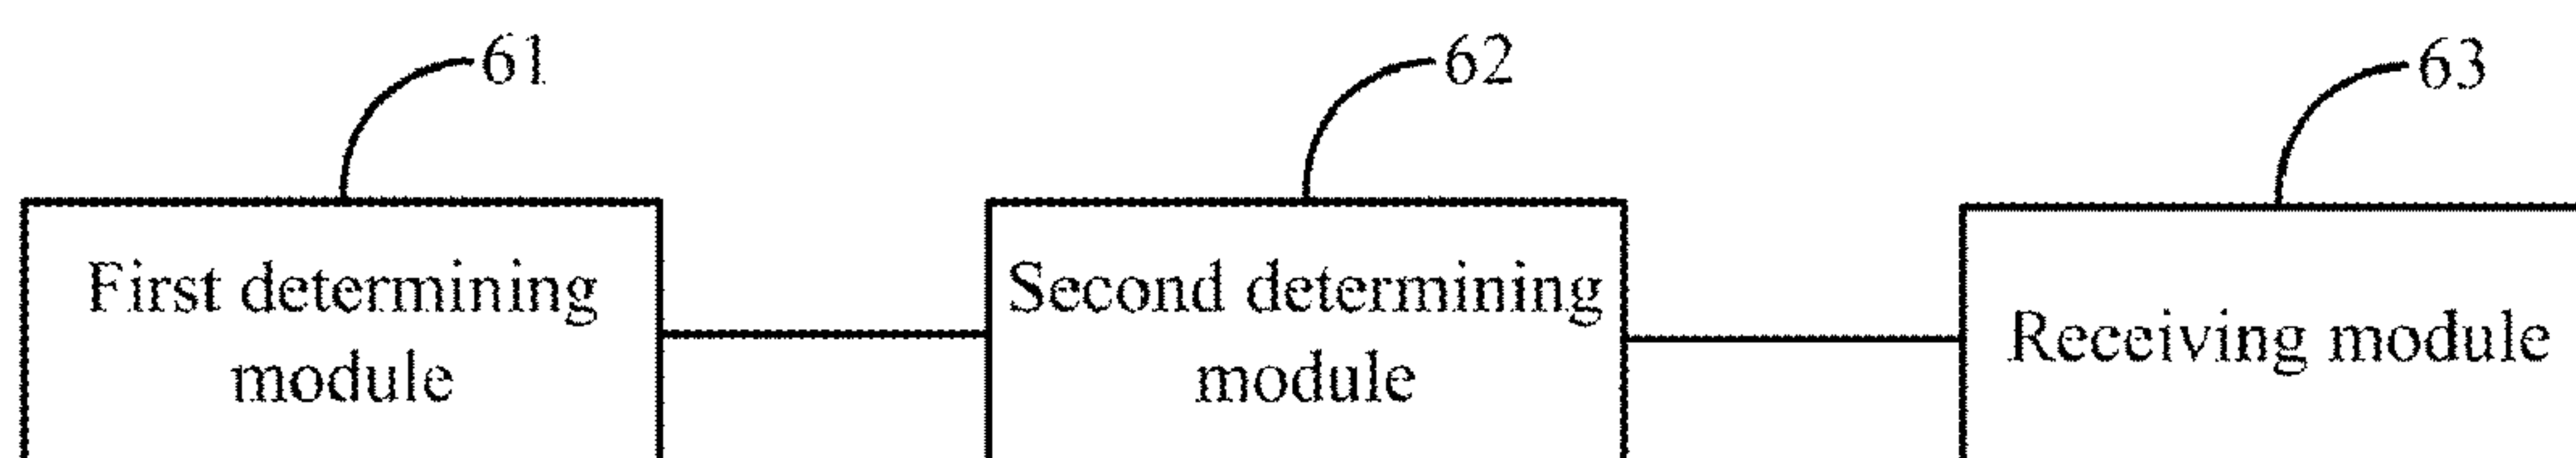 61
62
63
First determining
module
Second determining
module
Receiving module